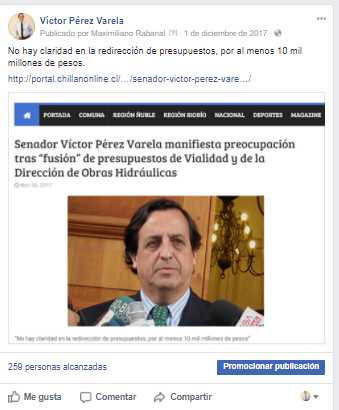 Víctor Pérez Varela
Publicado por Maximiliano Rabanal [?] · 1 de diciembre de 2017 ·
No hay claridad en la redirección de presupuestos, por al menos 10 mil
millones de pesos.
http://portal.chillanonline.cl/.../senador-victor-perez-vare.../
PORTADA COMUNA REGIÓN ÑUBLE REGIÓN BIOBÍO NACIONAL DEPORTES MAGAZINE
Senador Víctor Pérez Varela manifiesta preocupación
tras “fusión” de presupuestos de Vialidad y de la
Dirección de Obras Hidráulicas
Nov 30, 2017
"No hay claridad en la redirección de presupuestos, por al menos 10 mil millones de pesos"
259 personas alcanzadas
Promocionar publicación
Me gusta Comentar Compartir